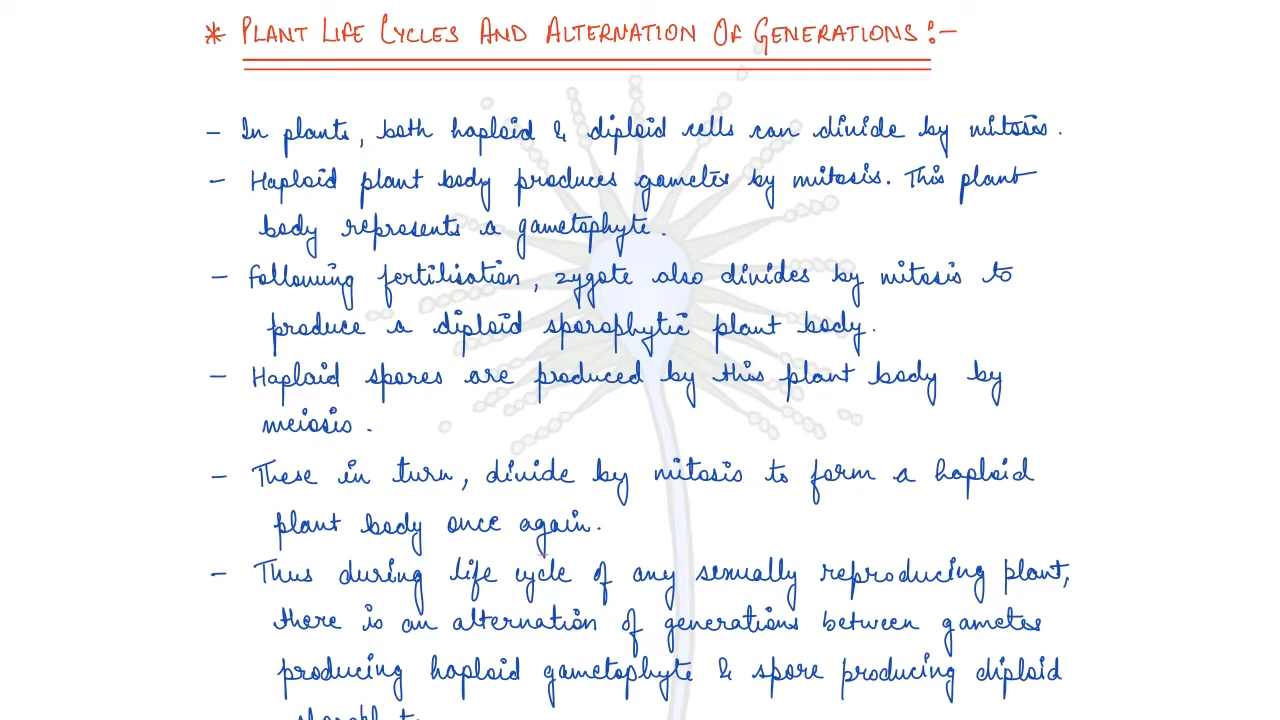 * PLANT LIFE CYCLES AND ALTERNATION OF GENERATIONS :-
- In plants, both haploid & diploid cells can divide by mitosis.
- Haploid plant body produces gametes by mitosis. This plant
body represents a gametophyte.
- Following fertilisation, zygote also divides by mitosis to
produce a diploid sporophytic plant body.
- Haploid spores are produced by this plant body by
meiosis.
- These in turn, divide by mitosis to form a haploid
plant body once again.
- Thus during life cycle of any sexually reproducing plant,
there is an alternation of generations between gametes
producing haploid gametophyte & spore producing diploid